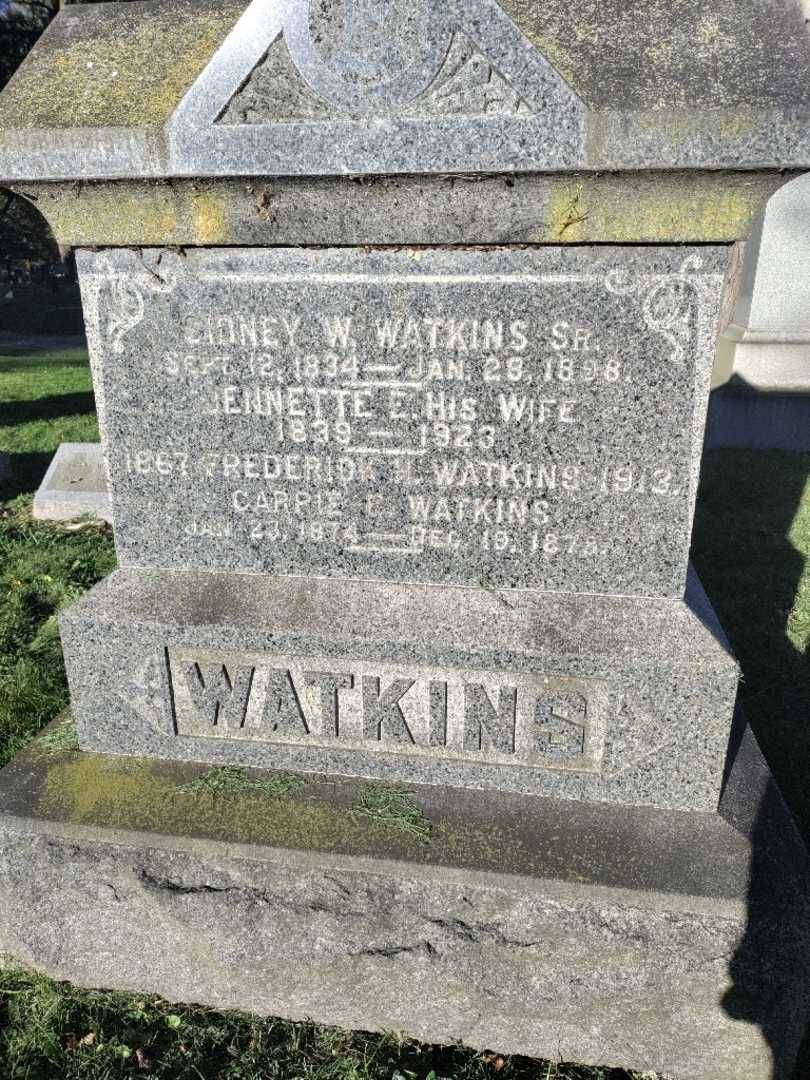 SIDNEY W. WATKINS SR.
SEPT. 12, 1834 — JAN. 28, 1898.
JENNETTE E. HIS WIFE
1839 — 1923
1867 FREDERICK H. WATKINS 1913.
CARRIE WATKINS
JAN. 23, 1874 — DEC. 19, 1878.
WATKINS